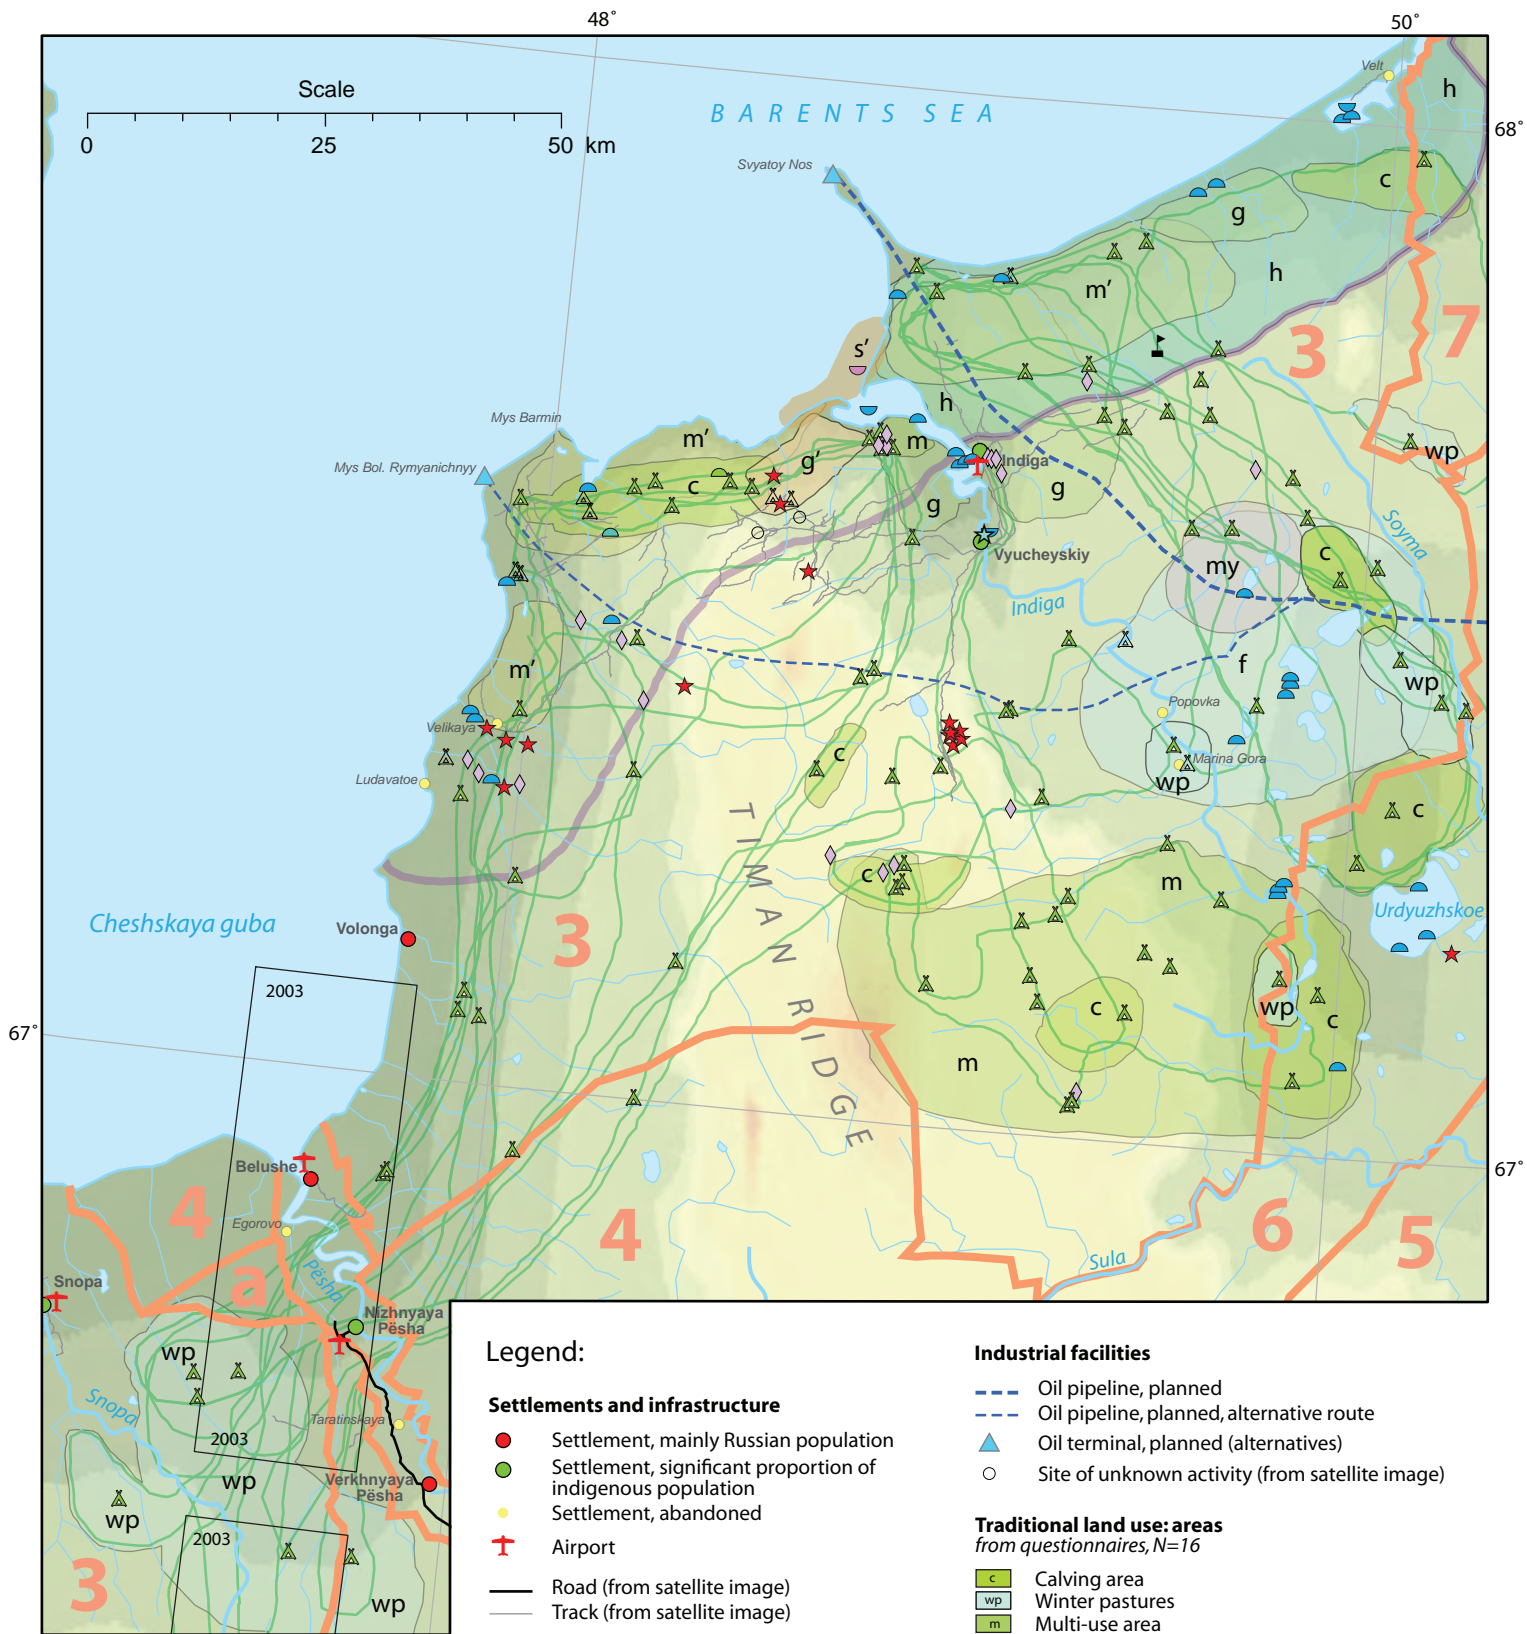 48°
50°
Scale
0
25
50 km
BARENTS SEA
Velt
h
68°
Svyatoy Nos
c
g
h
m'
3
7
s'
Mys Barmin
h
m'
m
wp
g'
Mys Bol. Rymyanichnyy
Indiga
c
g
g
Soyma
Vyucheyskiy
c
my
Indiga
m'
f
wp
Popovka
Velikaya
c
Marina Gora
Ludavatoe
wp
c
TIMAN RIDGE
c
m
Urdyuzhskoe
Cheshskaya guba
Volonga
3
2003
c
wp
c
67°
m
Belushe
67°
4
Egorovo
4
6
5
a
Pësha
Sula
Snopa
Nizhnyaya
Pësha
wp
Snopa
Taratinskaya
4
2003
wp
Verkhnyaya
Pësha
wp
2003
3
wp
Legend:
Settlements and infrastructure
Settlement, mainly Russian population
Settlement, significant proportion of
indigenous population
Settlement, abandoned
Airport
Road (from satellite image)
Track (from satellite image)
Industrial facilities
Oil pipeline, planned
Oil pipeline, planned, alternative route
Oil terminal, planned (alternatives)
Site of unknown activity (from satellite image)
Traditional land use: areas
from questionnaires, N=16
c Calving area
wp Winter pastures
m Multi-use area